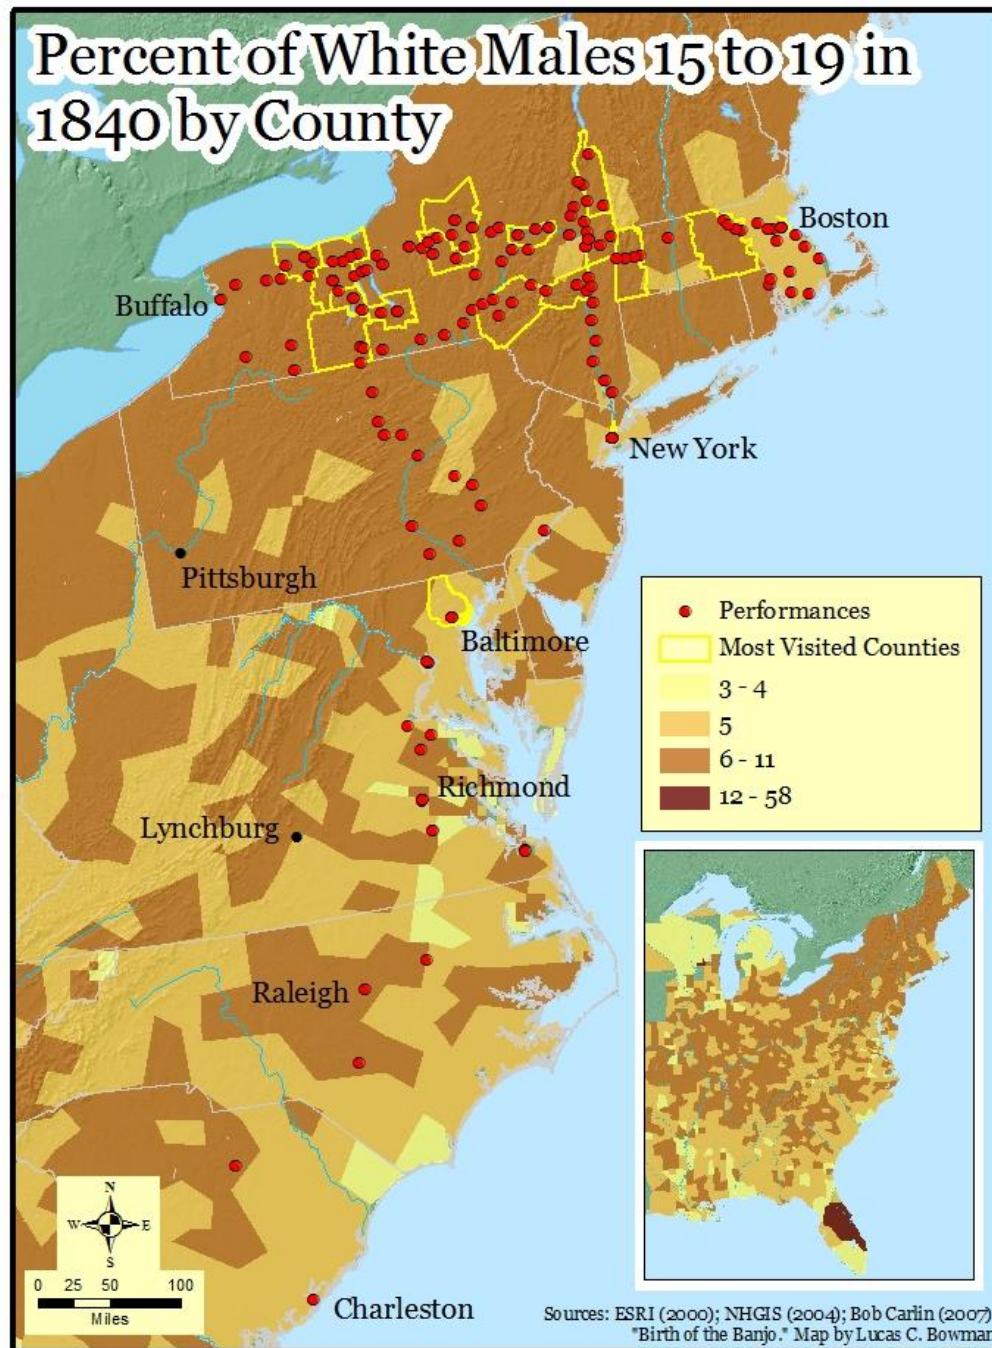 Percent of White Males 15 to 19 in
1840 by County
Boston
Buffalo
New York
Pittsburgh
Baltimore
Richmond
Lynchburg
Raleigh
Charleston
Performances
Most Visited Counties
3 - 4
5
6 - 11
12 - 58
N
W E
S
0 25 50 100
Miles
Sources: ESRI (2000); NHGIS (2004); Bob Carlin (2007)
"Birth of the Banjo." Map by Lucas C. Bowman